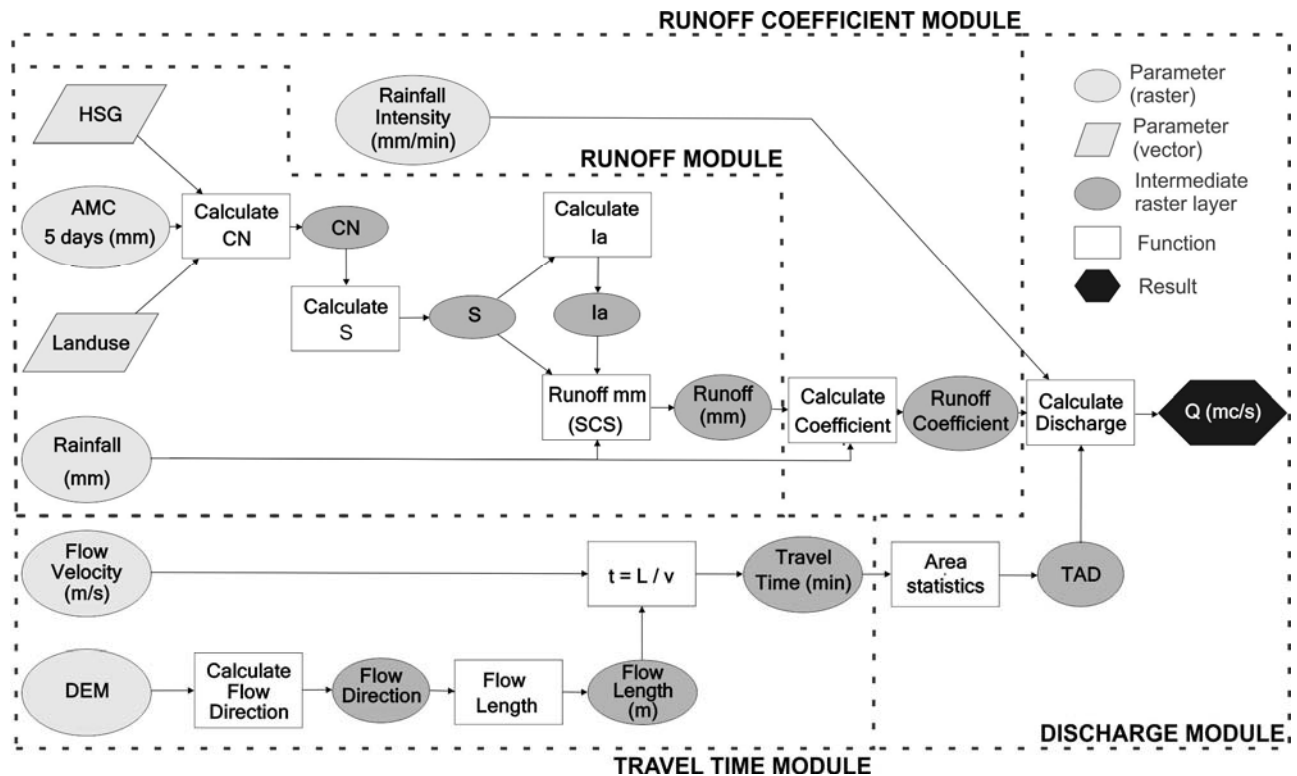 RUNOFF COEFFICIENT MODULE
HSG
Rainfall
Intensity
(mm/min)
Parameter
(raster)
Parameter
(vector)
Intermediate
raster layer
Function
Result
RUNOFF MODULE
AMC
5 days (mm)
Calculate
CN
CN
Calculate
Ia
Landuse
Calculate
S
S
Ia
Runoff mm
(SCS)
Runoff
(mm)
Calculate
Coefficient
Runoff
Coefficient
Calculate
Discharge
Q (mc/s)
Rainfall
(mm)
Flow
Velocity
(m/s)
t = L / v
Travel
Time (min)
Area
statistics
TAD
DEM
Calculate
Flow
Direction
Flow
Direction
Flow
Length
Flow
Length
(m)
DISCHARGE MODULE
TRAVEL TIME MODULE